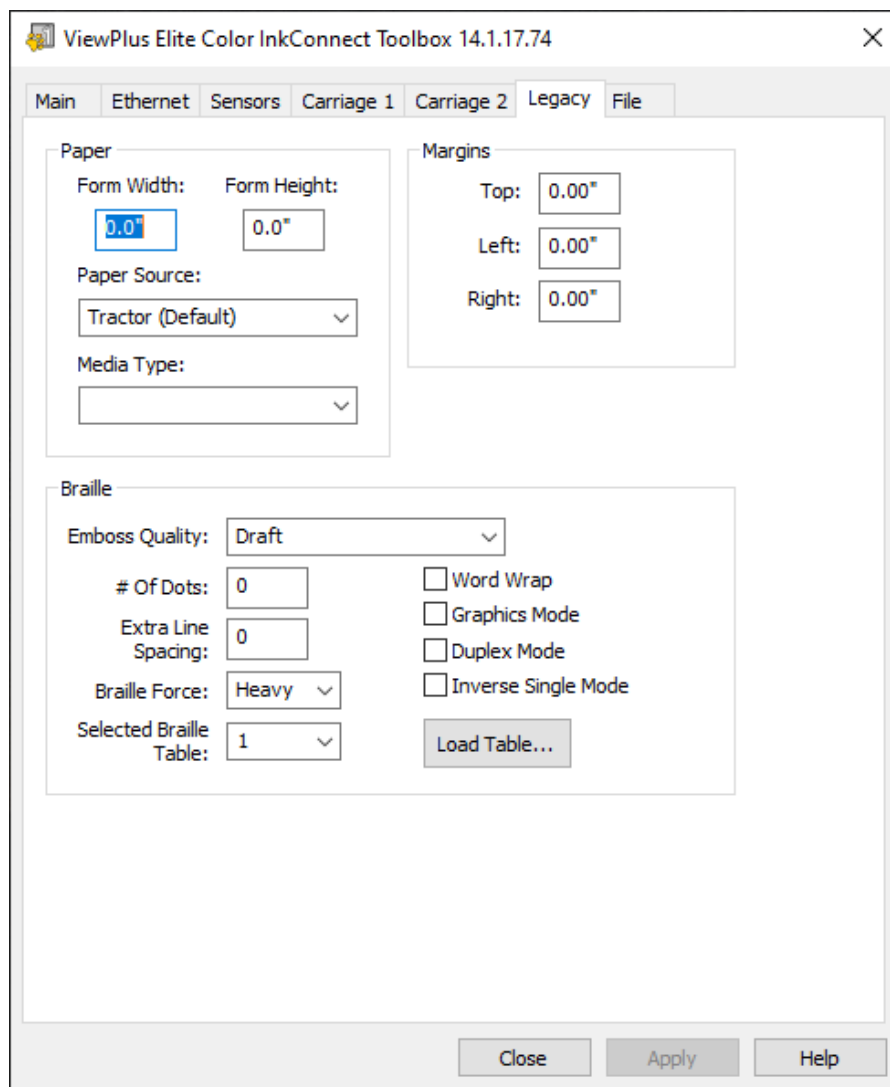 ViewPlus Elite Color InkConnect Toolbox 14.1.17.74
Main Ethernet Sensors Carriage 1 Carriage 2 Legacy File
Paper
Form Width: Form Height:
0.0" 0.0"
Paper Source:
Tractor (Default)
Media Type:
Margins
Top: 0.00"
Left: 0.00"
Right: 0.00"
Braille
Emboss Quality: Draft
# Of Dots: 0
Extra Line
Spacing: 0
Braille Force: Heavy
Selected Braille
Table: 1
Word Wrap
Graphics Mode
Duplex Mode
Inverse Single Mode
Load Table...
Close Apply Help